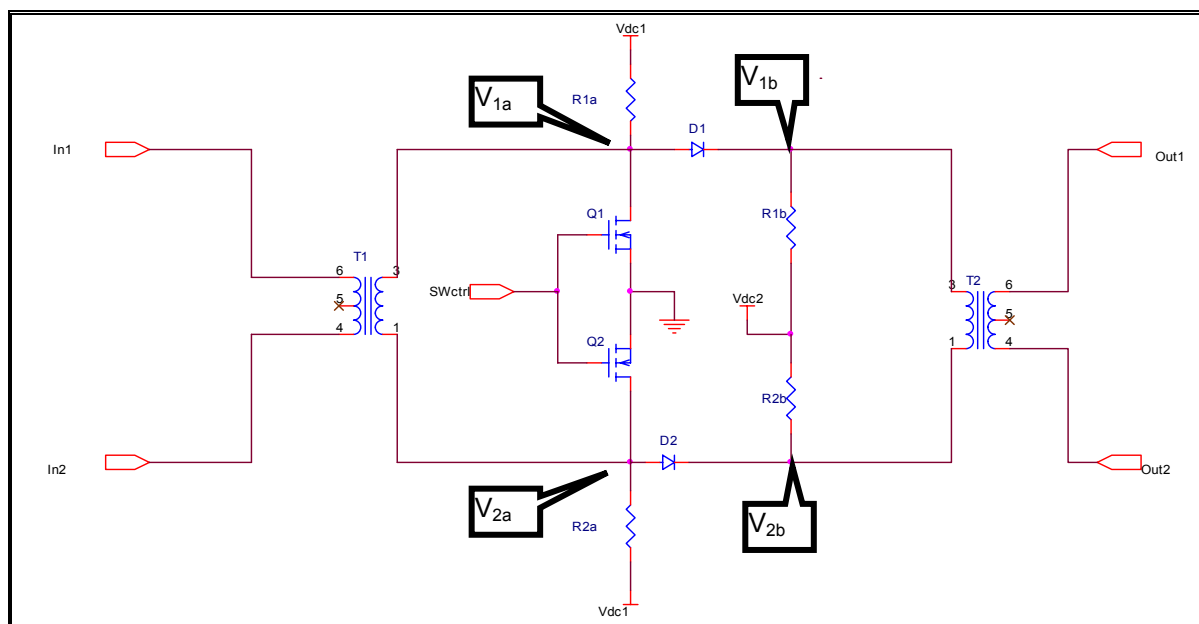 Vdc1
V1a
R1a
V1b
D1
In1
Out1
Q1
R1b
T1
6
3
5
4
1
SWctrl
Vdc2
3
T2
6
5
1
4
Q2
R2b
D2
In2
Out2
V2a
R2a
V2b
Vdc1